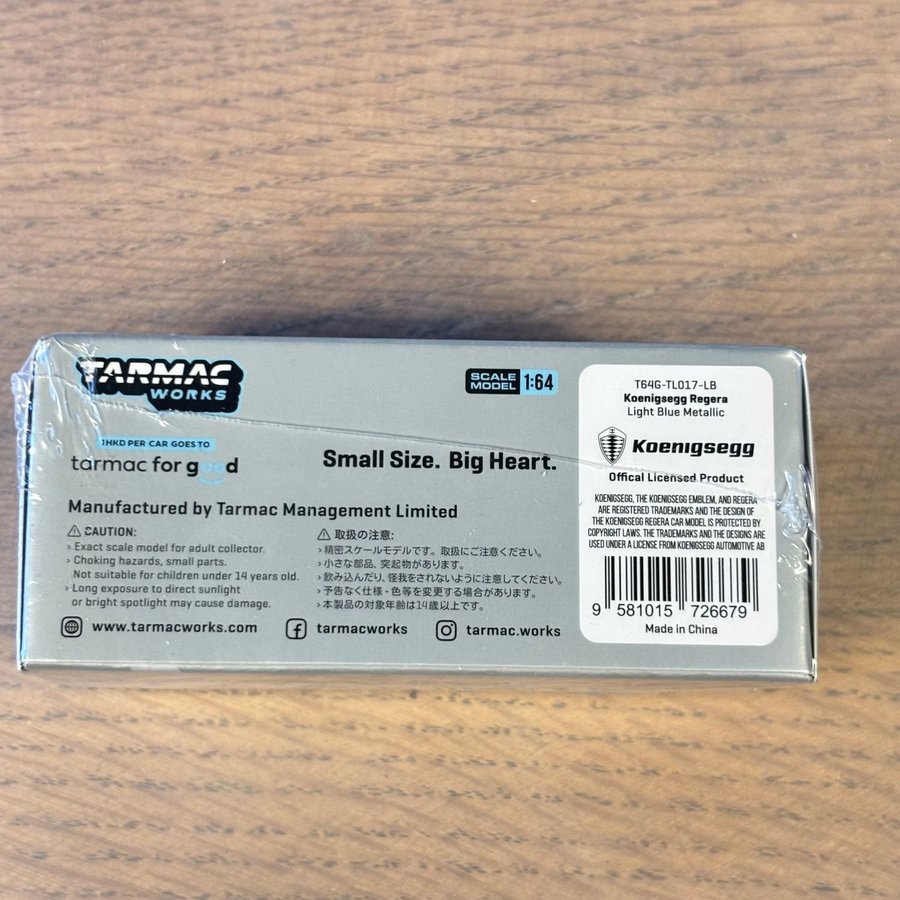 TARMAC
WORKS
SCALE
MODEL 1:64
1HKD PER CAR GOES TO
tarmac for good
Small Size. Big Heart.
Manufactured by Tarmac Management Limited
CAUTION:
› Exact scale model for adult collector.
› Choking hazards, small parts.
Not suitable for children under 14 years old.
› Long exposure to direct sunlight
or bright spotlight may cause damage.
取扱の注意:
› 精密スケールモデルです。取扱にご注意ください。
› 小さな部品、突起物があります。
› 飲み込んだり、怪我をされないように注意してください。
› 予告なく仕様・色等を変更する場合があります。
› 本製品の対象年齢は14歳以上です。
www.tarmacworks.com
tarmacworks
tarmac.works
T64G-TL017-LB
Koenigsegg Regera
Light Blue Metallic
Koenigsegg
Offical Licensed Product
KOENIGSEGG, THE KOENIGSEGG EMBLEM, AND REGERA
ARE REGISTERED TRADEMARKS AND THE DESIGN OF
THE KOENIGSEGG REGERA CAR MODEL IS PROTECTED BY
COPYRIGHT LAWS. THE TRADEMARKS AND THE DESIGNS ARE
USED UNDER A LICENSE FROM KOENIGSEGG AUTOMOTIVE AB
9 581015 726679
Made in China